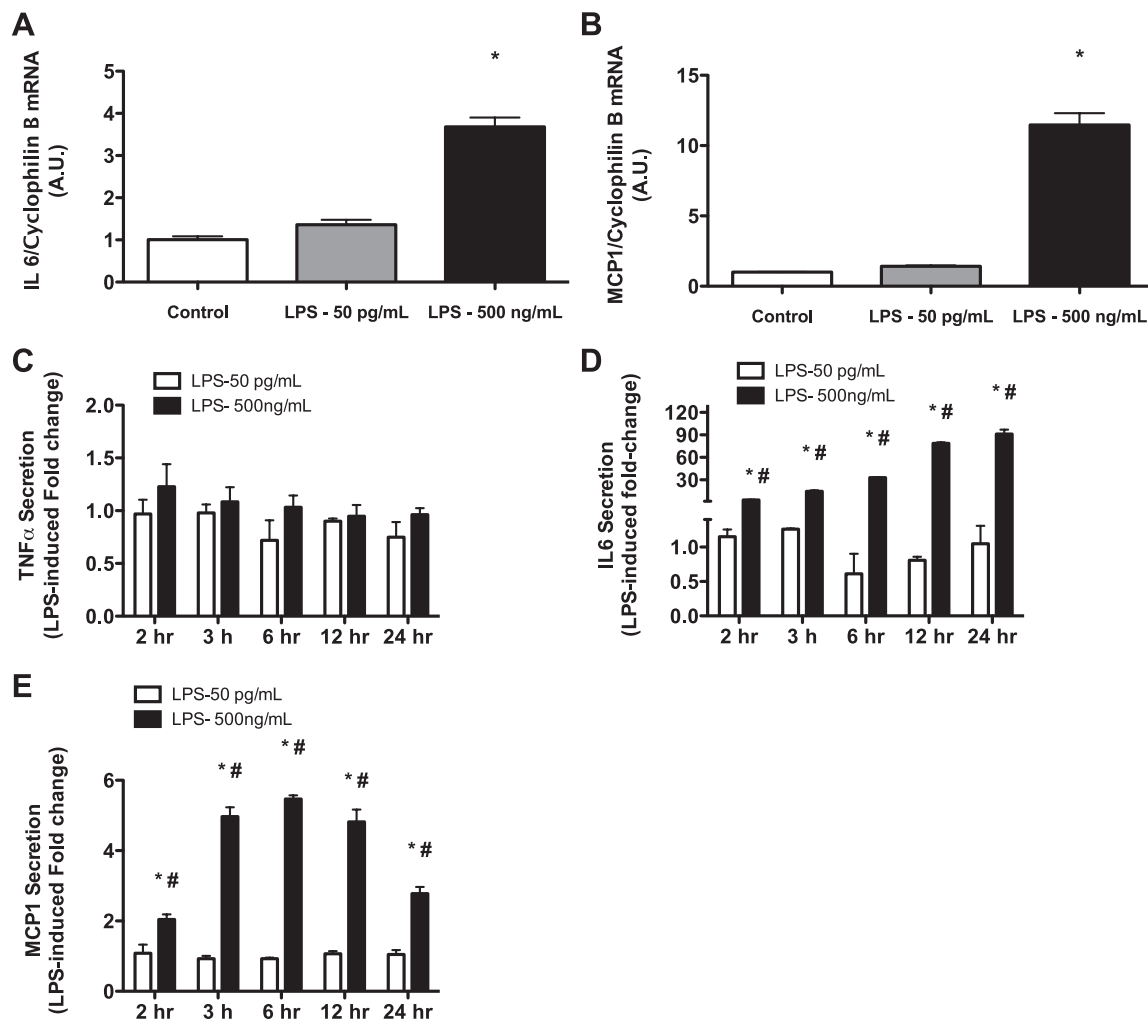 A
IL 6/Cyclophilin B mRNA
(A.U.)
5
4
3
2
1
0
*
Control
LPS - 50 pg/mL
LPS - 500 ng/mL
B
MCP1/Cyclophilin B mRNA
(A.U.)
15
10
5
0
*
Control
LPS - 50 pg/mL
LPS - 500 ng/mL
C
TNFα Secretion
(LPS-induced Fold change)
LPS-50 pg/mL
LPS- 500ng/mL
2.0
1.5
1.0
0.5
0.0
2 hr
3 h
6 hr
12 hr
24 hr
D
IL6 Secretion
(LPS-induced fold-change)
LPS-50 pg/mL
LPS- 500ng/mL
120
90
60
30
1.0
0.5
0.0
* #
* #
* #
* #
* #
2 hr
3 h
6 hr
12 hr
24 hr
E
MCP1 Secretion
(LPS-induced Fold change)
LPS-50 pg/mL
LPS- 500ng/mL
6
4
2
0
* #
* #
* #
* #
* #
2 hr
3 h
6 hr
12 hr
24 hr